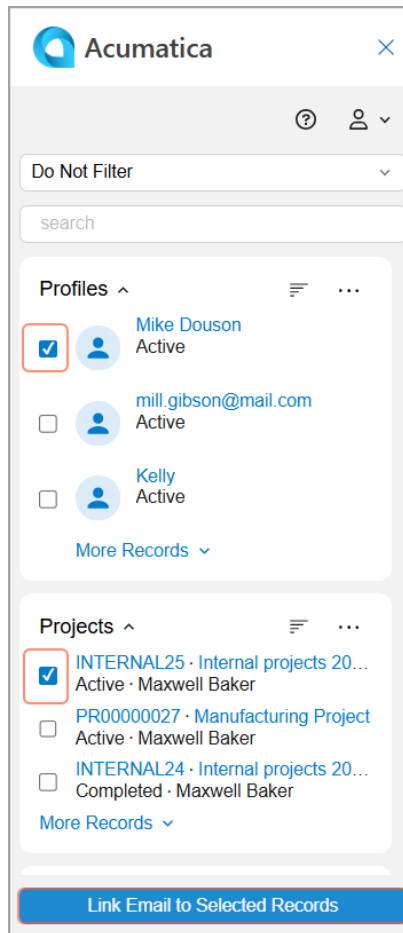 Acumatica
Do Not Filter
search
Profiles
Mike Douson
Active
mill.gibson@mail.com
Active
Kelly
Active
More Records
Projects
INTERNAL25 · Internal projects 20...
Active · Maxwell Baker
PR00000027 · Manufacturing Project
Active · Maxwell Baker
INTERNAL24 · Internal projects 20...
Completed · Maxwell Baker
More Records
Link Email to Selected Records